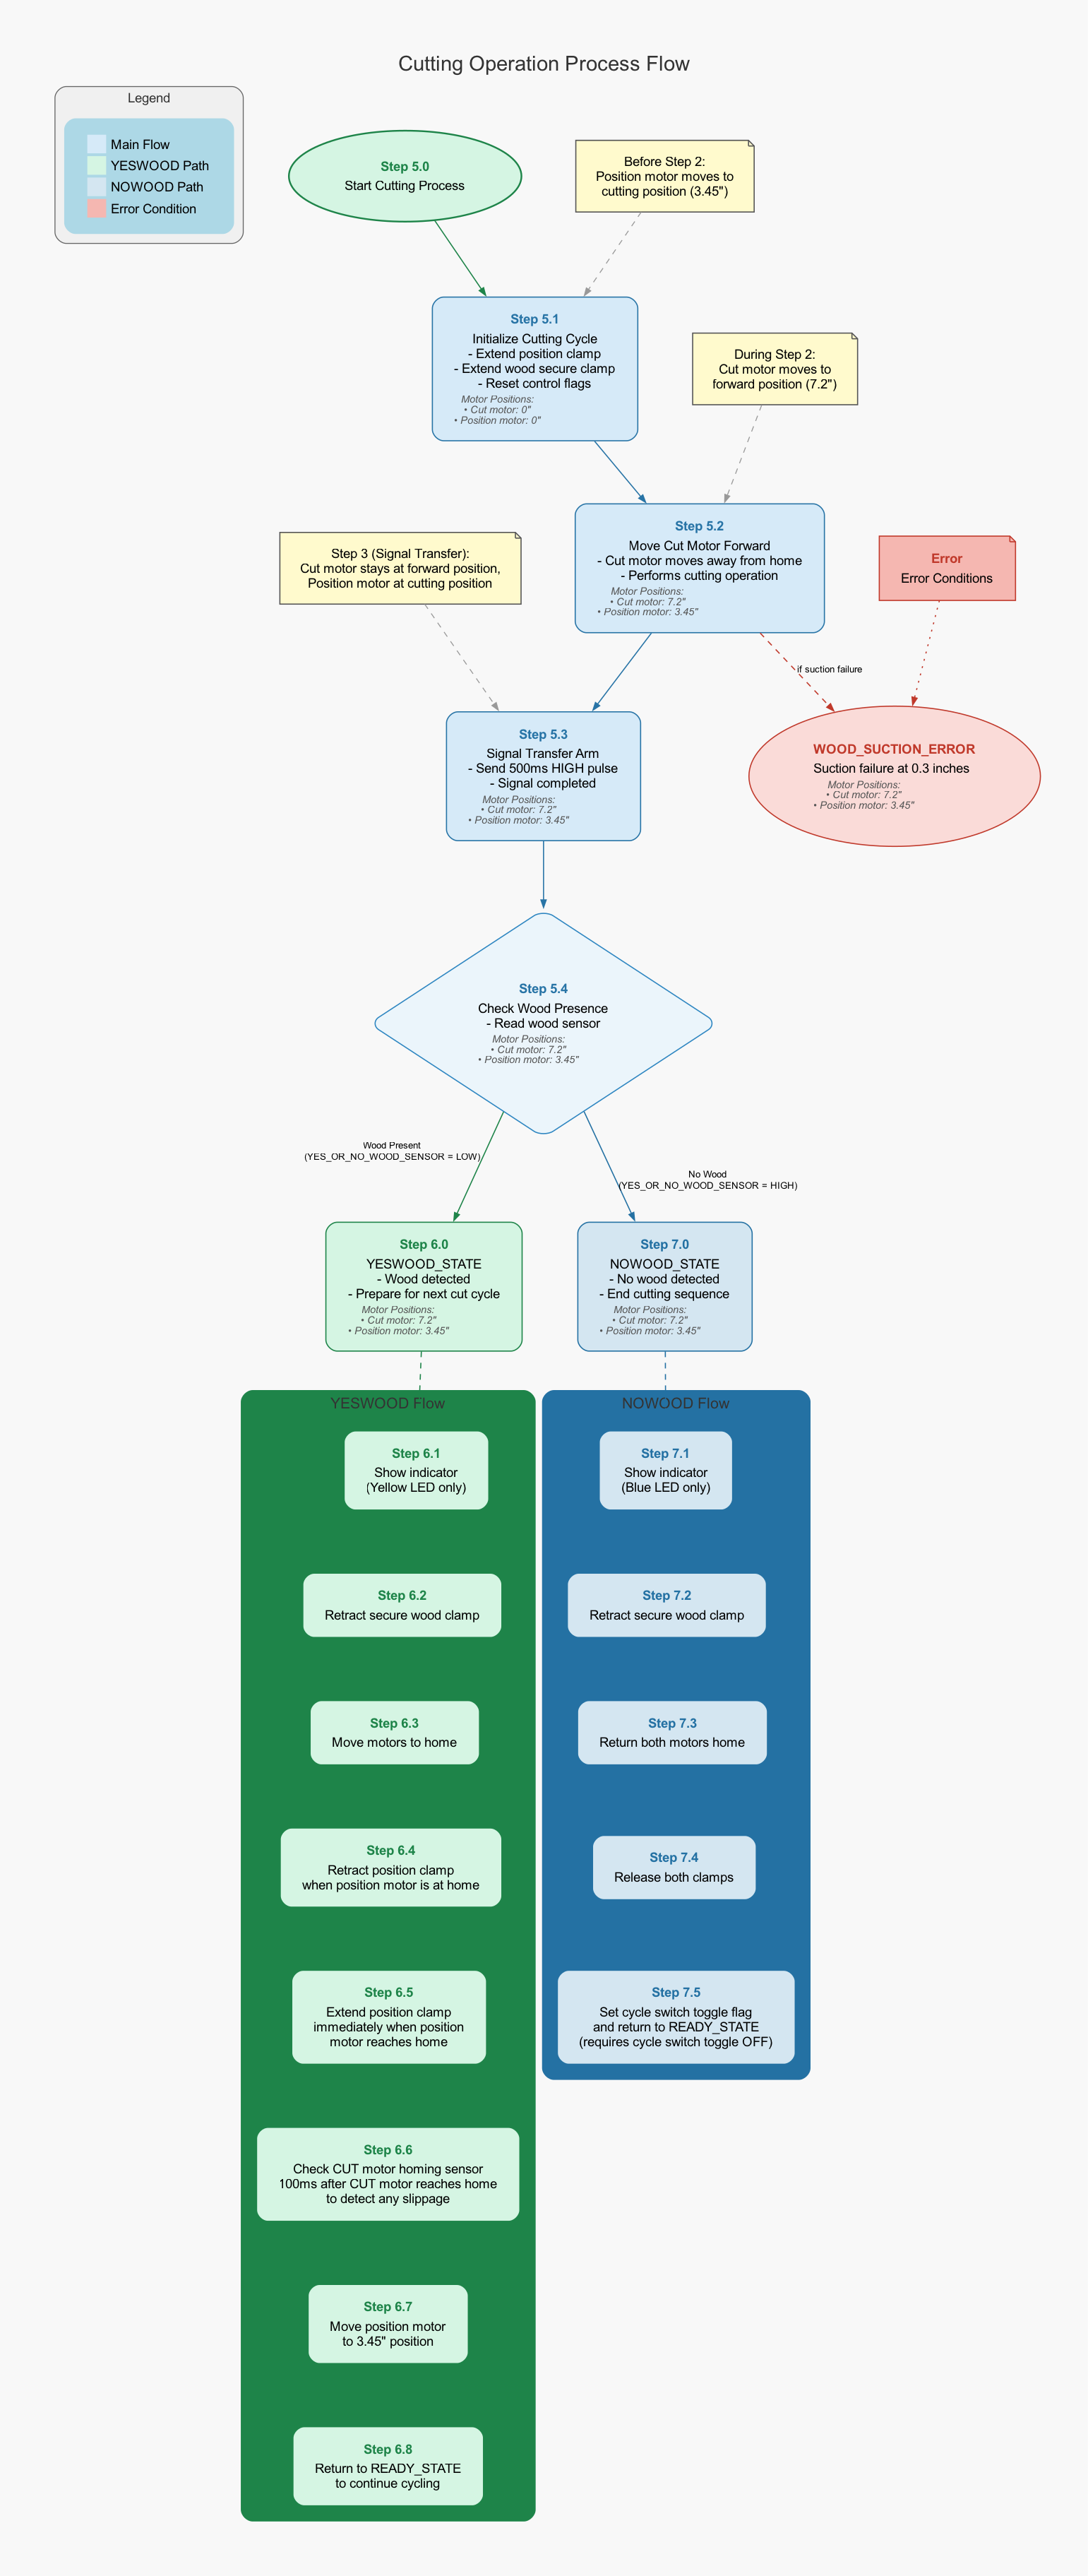 Cutting Operation Process Flow
Legend
Main Flow
YESWOOD Path
NOWOOD Path
Error Condition
Step 5.0
Start Cutting Process
Before Step 2:
Position motor moves to
cutting position (3.45")
Step 5.1
Initialize Cutting Cycle
- Extend position clamp
- Extend wood secure clamp
- Reset control flags
Motor Positions:
• Cut motor: 0"
• Position motor: 0"
During Step 2:
Cut motor moves to
forward position (7.2")
Step 5.2
Move Cut Motor Forward
- Cut motor moves away from home
- Performs cutting operation
Motor Positions:
• Cut motor: 7.2"
• Position motor: 3.45"
Step 3 (Signal Transfer):
Cut motor stays at forward position,
Position motor at cutting position
Error
Error Conditions
if suction failure
Step 5.3
Signal Transfer Arm
- Send 500ms HIGH pulse
- Signal completed
Motor Positions:
• Cut motor: 7.2"
• Position motor: 3.45"
WOOD_SUCTION_ERROR
Suction failure at 0.3 inches
Motor Positions:
• Cut motor: 7.2"
• Position motor: 3.45"
Step 5.4
Check Wood Presence
- Read wood sensor
Motor Positions:
• Cut motor: 7.2"
• Position motor: 3.45"
Wood Present
(YES_OR_NO_WOOD_SENSOR = LOW)
No Wood
(YES_OR_NO_WOOD_SENSOR = HIGH)
Step 6.0
YESWOOD_STATE
- Wood detected
- Prepare for next cut cycle
Motor Positions:
• Cut motor: 7.2"
• Position motor: 3.45"
Step 7.0
NOWOOD_STATE
- No wood detected
- End cutting sequence
Motor Positions:
• Cut motor: 7.2"
• Position motor: 3.45"
YESWOOD Flow
Step 6.1
Show indicator
(Yellow LED only)
Step 6.2
Retract secure wood clamp
Step 6.3
Move motors to home
Step 6.4
Retract position clamp
when position motor is at home
Step 6.5
Extend position clamp
immediately when position
motor reaches home
Step 6.6
Check CUT motor homing sensor
100ms after CUT motor reaches home
to detect any slippage
Step 6.7
Move position motor
to 3.45" position
Step 6.8
Return to READY_STATE
to continue cycling
NOWOOD Flow
Step 7.1
Show indicator
(Blue LED only)
Step 7.2
Retract secure wood clamp
Step 7.3
Return both motors home
Step 7.4
Release both clamps
Step 7.5
Set cycle switch toggle flag
and return to READY_STATE
(requires cycle switch toggle OFF)